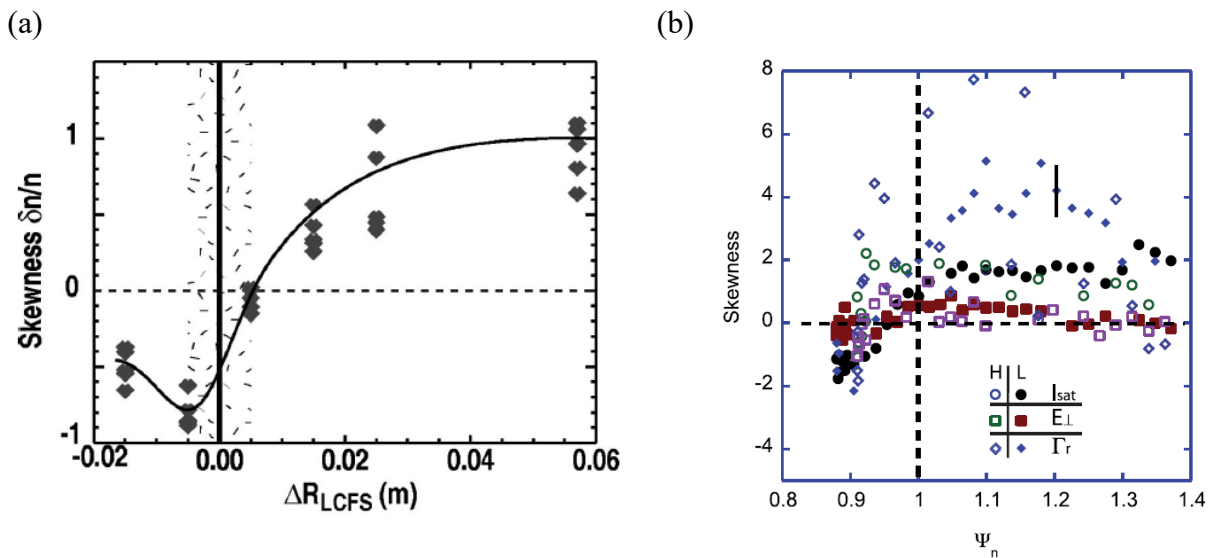 (a)
Skewness δn/n
1
0
-1
-0.02
0.00
0.02
0.04
0.06
ΔR_LCFS (m)
(b)
Skewness
8
6
4
2
0
-2
-4
0.8
0.9
1
1.1
1.2
1.3
1.4
Ψ_n
H L
I_sat
E⊥
Γ_r